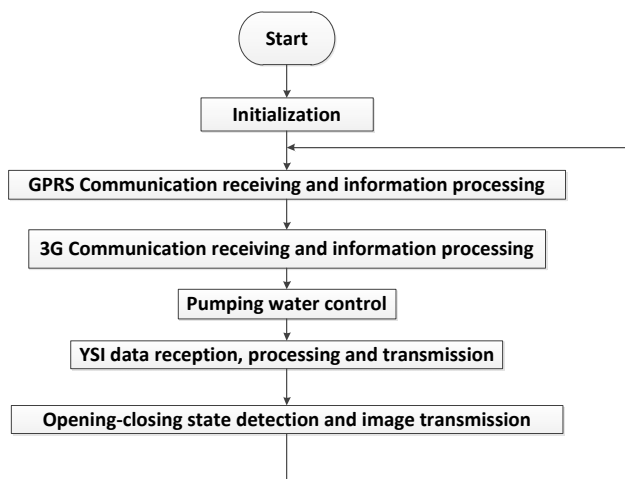 Start
Initialization
GPRS Communication receiving and information processing
3G Communication receiving and information processing
Pumping water control
YSI data reception, processing and transmission
Opening-closing state detection and image transmission